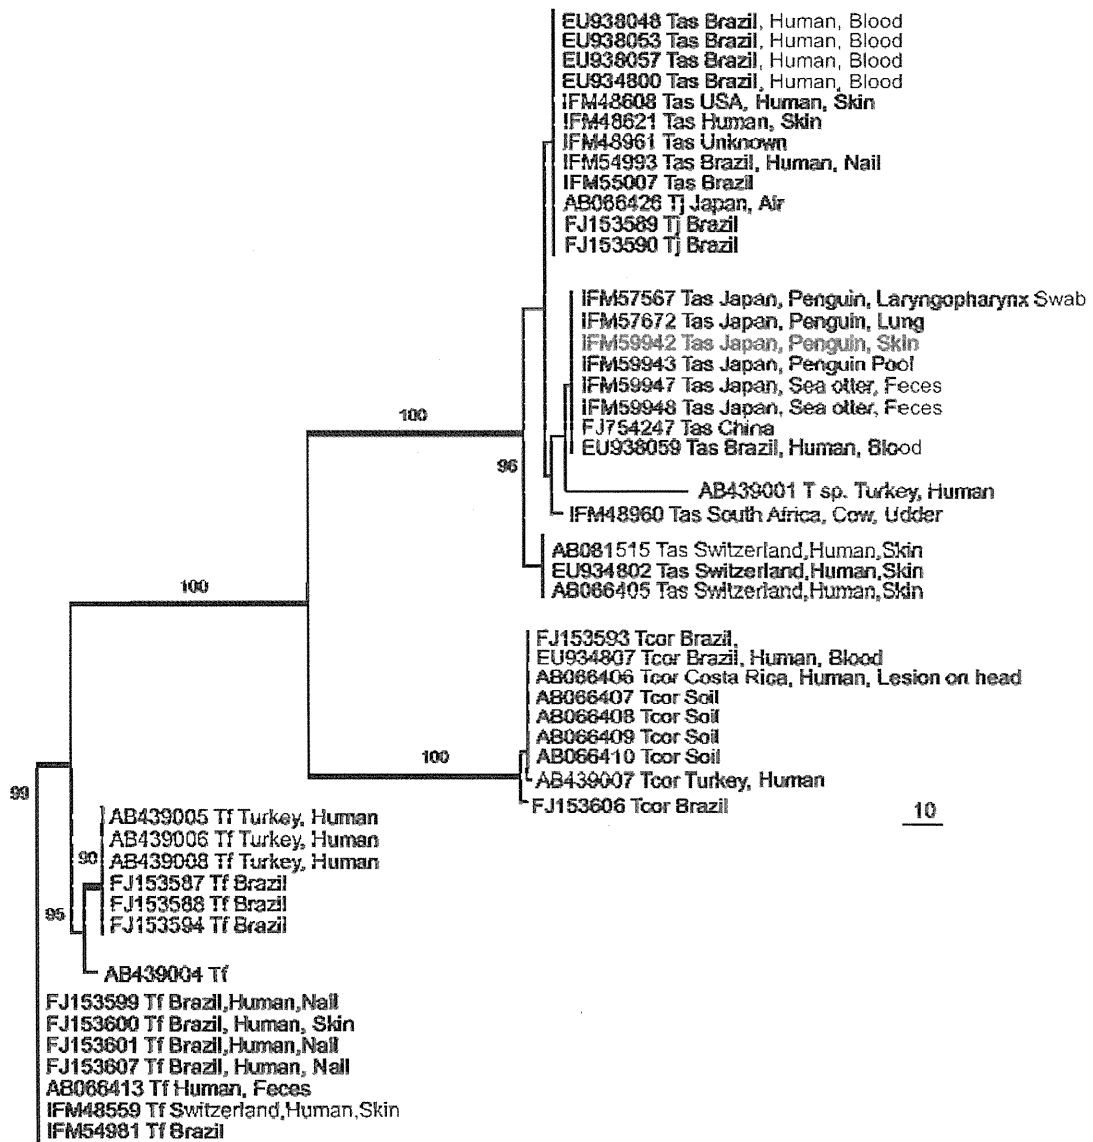 EU938048 Tas Brazil, Human, Blood
EU938053 Tas Brazil, Human, Blood
EU938057 Tas Brazil, Human, Blood
EU934800 Tas Brazil, Human, Blood
IFM48608 Tas USA, Human, Skin
IFM48621 Tas Human, Skin
IFM48961 Tas Unknown
IFM54993 Tas Brazil, Human, Nail
IFM55007 Tas Brazil
AB066426 Tj Japan, Air
FJ153589 Tj Brazil
FJ153590 Tj Brazil
IFM57567 Tas Japan, Penguin, Laryngopharynx Swab
IFM57672 Tas Japan, Penguin, Lung
IFM59942 Tas Japan, Penguin, Skin
IFM59943 Tas Japan, Penguin Pool
IFM59947 Tas Japan, Sea otter, Feces
IFM59948 Tas Japan, Sea otter, Feces
FJ754247 Tas China
EU938059 Tas Brazil, Human, Blood
100
96
AB439001 T sp. Turkey, Human
IFM48960 Tas South Africa, Cow, Udder
AB081515 Tas Switzerland,Human,Skin
EU934802 Tas Switzerland,Human,Skin
AB066405 Tas Switzerland,Human,Skin
100
FJ153593 Tcor Brazil,
EU934807 Tcor Brazil, Human, Blood
AB066406 Tcor Costa Rica, Human, Lesion on head
AB066407 Tcor Soil
AB066408 Tcor Soil
AB066409 Tcor Soil
AB066410 Tcor Soil
100
AB439007 Tcor Turkey, Human
FJ153606 Tcor Brazil
10
99
AB439005 Tf Turkey, Human
AB439006 Tf Turkey, Human
AB439008 Tf Turkey, Human
90
FJ153587 Tf Brazil
FJ153588 Tf Brazil
FJ153594 Tf Brazil
95
AB439004 Tf
FJ153599 Tf Brazil,Human,Nail
FJ153600 Tf Brazil, Human, Skin
FJ153601 Tf Brazil,Human,Nail
FJ153607 Tf Brazil, Human, Nail
AB066413 Tf Human, Feces
IFM48559 Tf Switzerland,Human,Skin
IFM54981 Tf Brazil